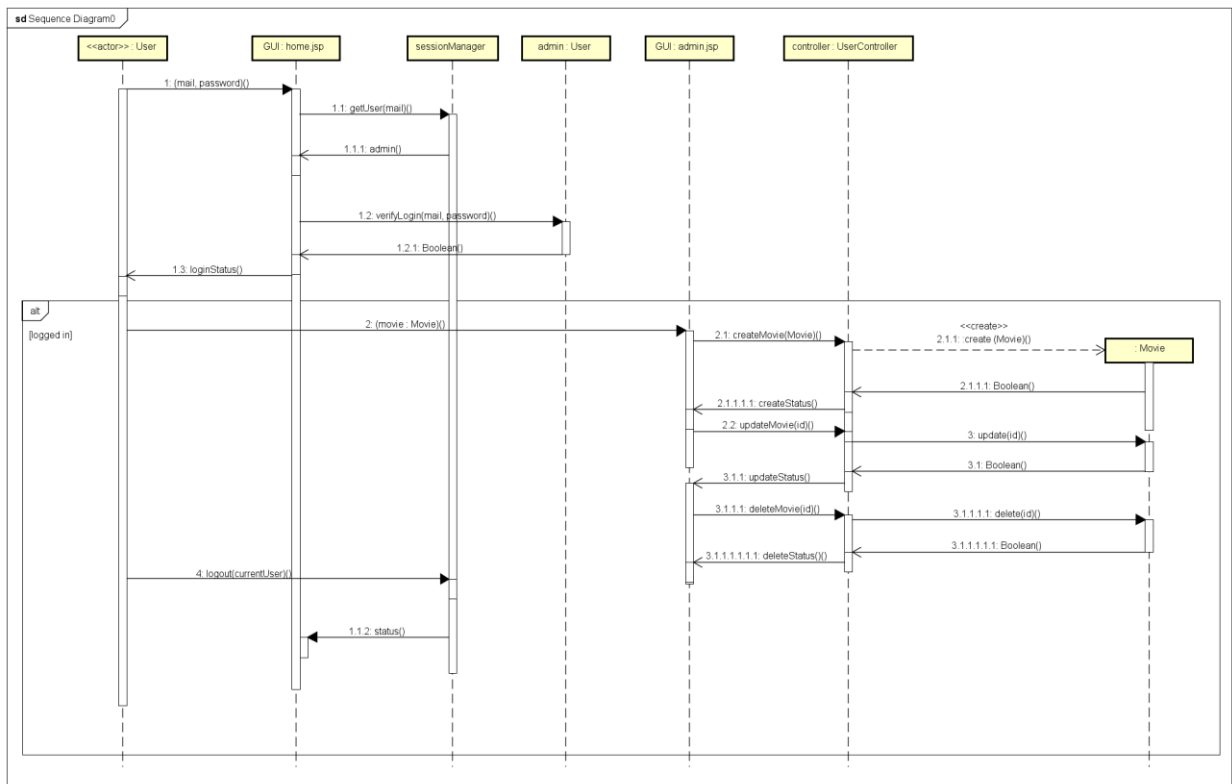 sd Sequence Diagram0
<<actor>> : User
GUI : home.jsp
sessionManager
admin : User
GUI : admin.jsp
controller : UserController
1: (mail, password)()
1.1: getUser(mail)()
1.1.1: admin()
1.2: verifyLogin(mail, password)()
1.2.1: Boolean()
1.3: loginStatus()
alt
[logged in]
2: (movie : Movie)()
2.1: createMovie(Movie)()
<<create>>
2.1.1: :create (Movie)()
: Movie
2.1.1.1: Boolean()
2.1.1.1.1: createStatus()
2.2: updateMovie(id)()
3: update(id)()
3.1: Boolean()
3.1.1: updateStatus()
3.1.1.1: deleteMovie(id)()
3.1.1.1.1: delete(id)()
3.1.1.1.1.1: Boolean()
3.1.1.1.1.1.1: deleteStatus()()
4: logout(currentUser)()
1.1.2: status()